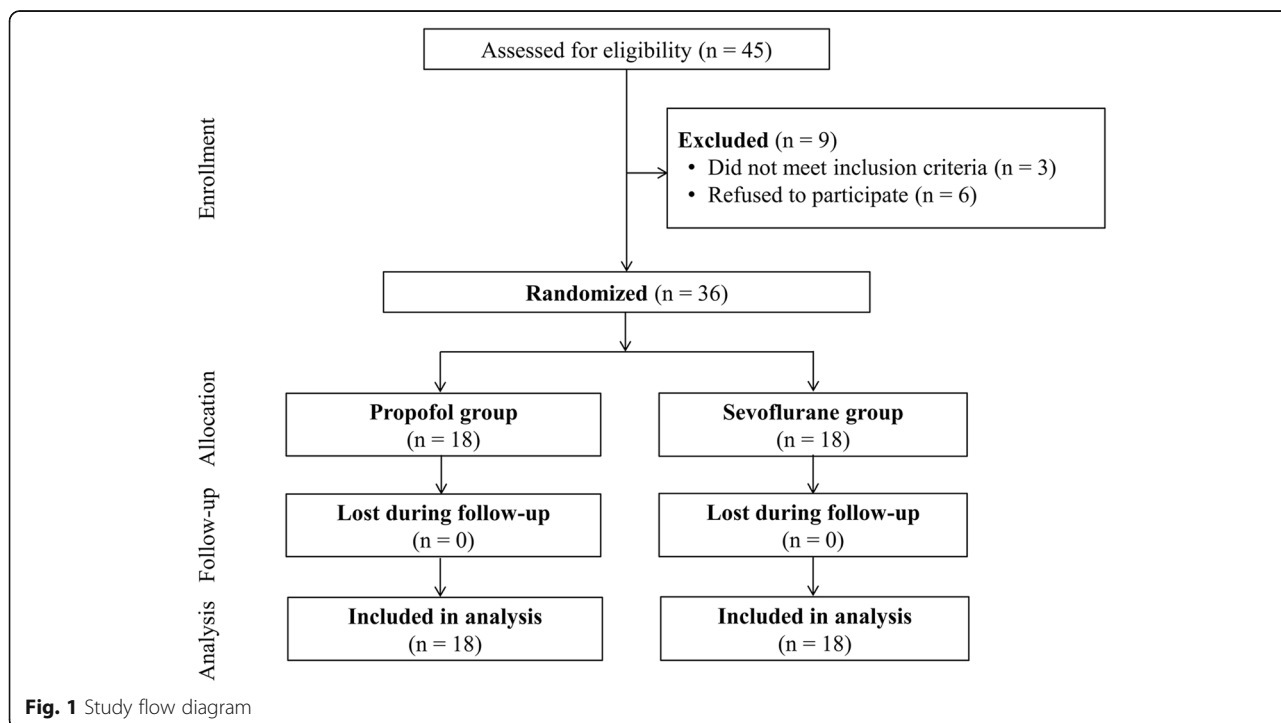 Assessed for eligibility (n = 45)
Enrollment
Excluded (n = 9)
• Did not meet inclusion criteria (n = 3)
• Refused to participate (n = 6)
Randomized (n = 36)
Allocation
Propofol group
(n = 18)
Sevoflurane group
(n = 18)
Follow-up
Lost during follow-up
(n = 0)
Lost during follow-up
(n = 0)
Analysis
Included in analysis
(n = 18)
Included in analysis
(n = 18)
Fig. 1 Study flow diagram